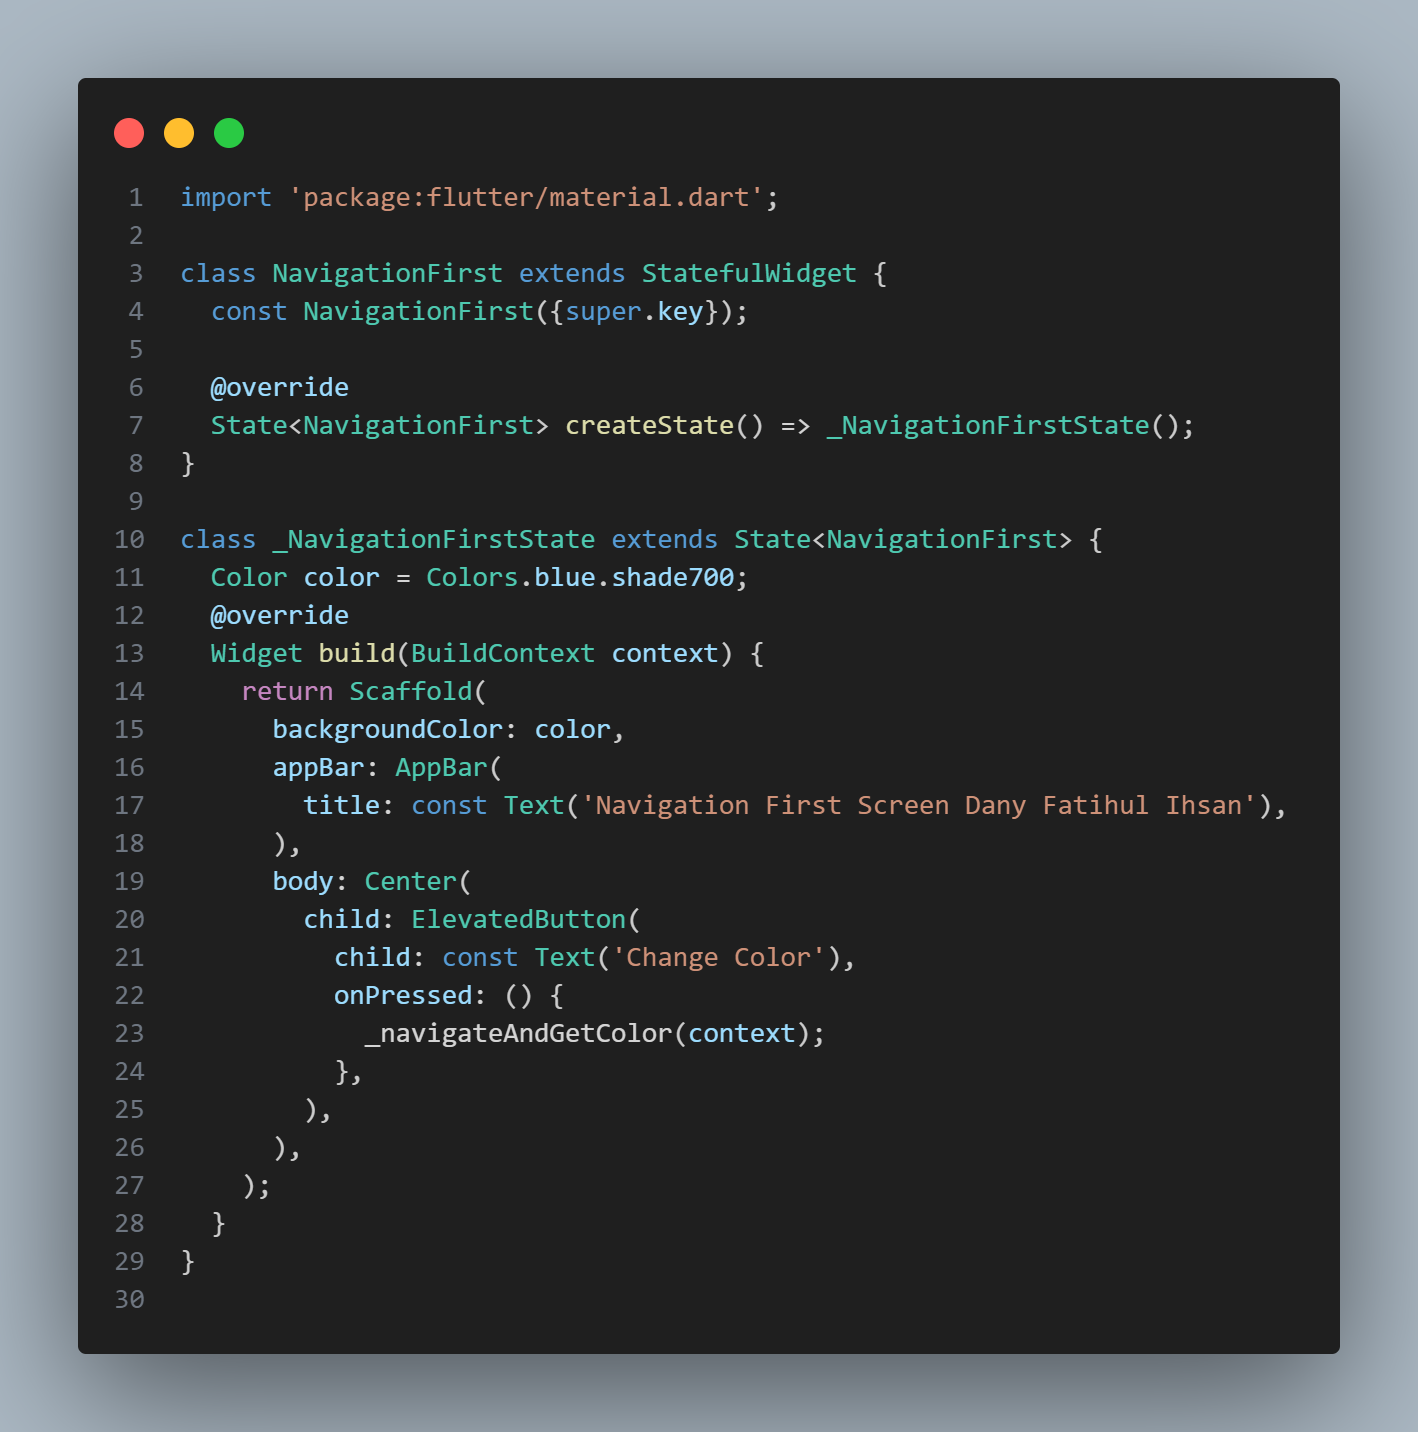 1 import 'package:flutter/material.dart';
2
3 class NavigationFirst extends StatefulWidget {
4   const NavigationFirst({super.key});
5
6   @override
7   State<NavigationFirst> createState() => _NavigationFirstState();
8 }
9
10 class _NavigationFirstState extends State<NavigationFirst> {
11   Color color = Colors.blue.shade700;
12   @override
13   Widget build(BuildContext context) {
14     return Scaffold(
15       backgroundColor: color,
16       appBar: AppBar(
17         title: const Text('Navigation First Screen Dany Fatihul Ihsan'),
18       ),
19       body: Center(
20         child: ElevatedButton(
21           child: const Text('Change Color'),
22           onPressed: () {
23             _navigateAndGetColor(context);
24           },
25         ),
26       ),
27     );
28   }
29 }
30